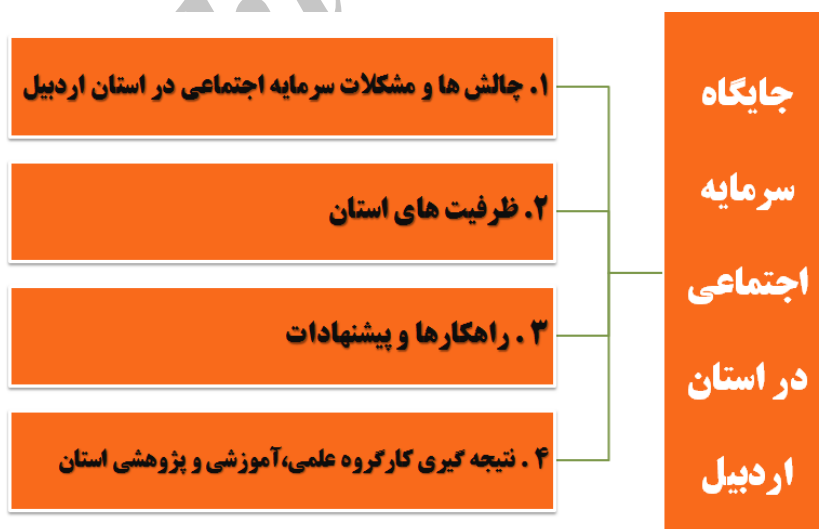 جایگاه
سرمایه
اجتماعی
در استان
اردبیل
۱. چالش ها و مشکلات سرمایه اجتماعی در استان اردبیل
۲. ظرفیت های استان
۳ . راهکارها و پیشنهادات
۴ . نتیجه گیری کارگروه علمی،آموزشی و پژوهشی استان